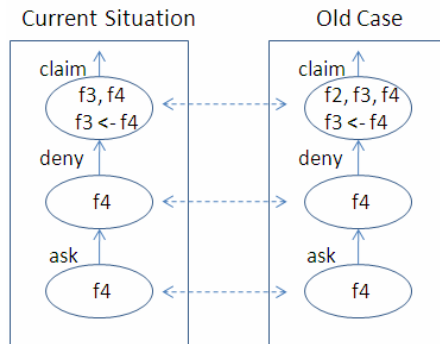 Current Situation
Old Case
claim
f3, f4
f3 <- f4
deny
f4
ask
f4
claim
f2, f3, f4
f3 <- f4
deny
f4
ask
f4